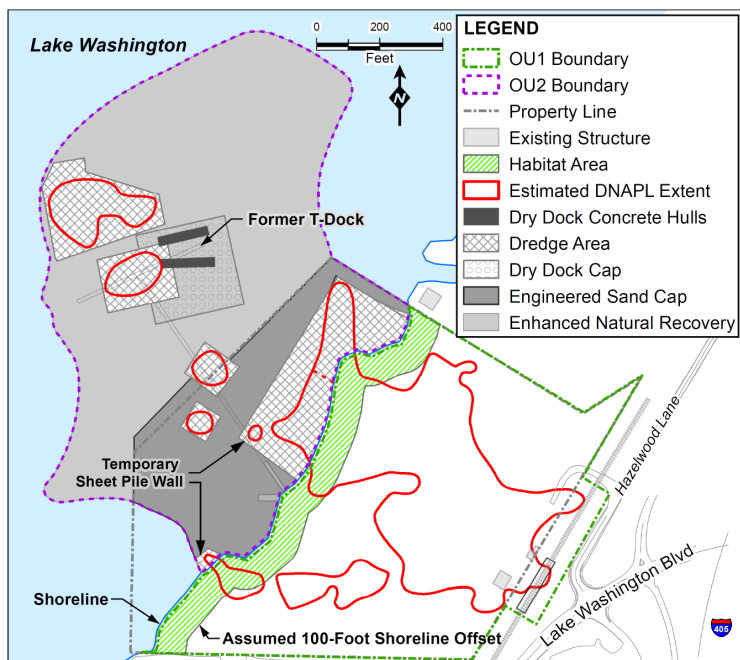 Lake Washington
0 200 400
Feet
N
LEGEND
OU1 Boundary
OU2 Boundary
Property Line
Existing Structure
Habitat Area
Estimated DNAPL Extent
Dry Dock Concrete Hulls
Dredge Area
Dry Dock Cap
Engineered Sand Cap
Enhanced Natural Recovery
Former T-Dock
Temporary
Sheet Pile Wall
Hazelwood Lane
Shoreline
Assumed 100-Foot Shoreline Offset
Lake Washington Blvd
405